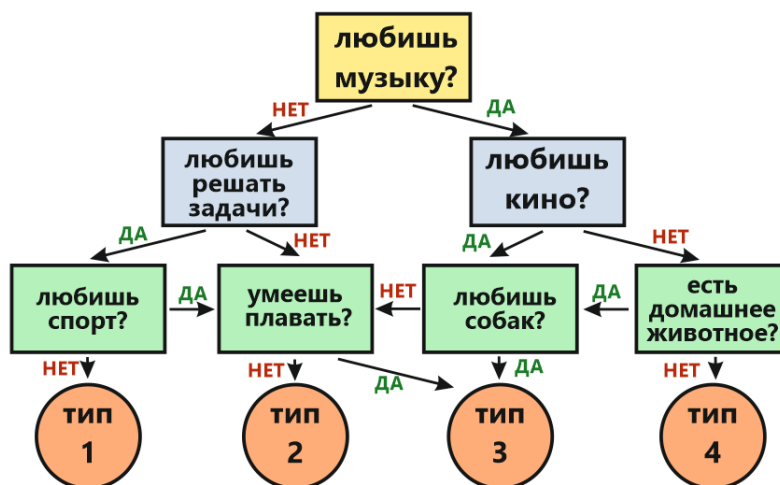 любишь
музыку?
НЕТ
ДА
любишь
решать
задачи?
любишь
кино?
ДА
НЕТ
ДА
НЕТ
любишь
спорт?
ДА
умеешь
плавать?
НЕТ
любишь
собак?
ДА
есть
домашнее
животное?
НЕТ
НЕТ
ДА
ДА
НЕТ
тип
1
тип
2
тип
3
тип
4